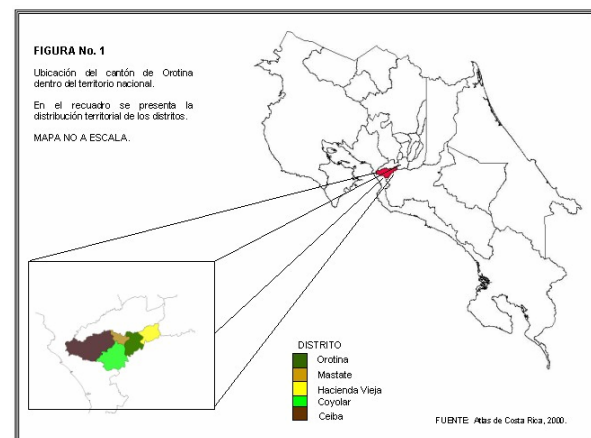 FIGURA No. 1
Ubicación del cantón de Orotina
dentro del territorio nacional.
En el recuadro se presenta la
distribución territorial de los distritos.
MAPA NO A ESCALA.
DISTRITO
Orotina
Mastate
Hacienda Vieja
Coyolar
Ceiba
FUENTE: Atlas de Costa Rica, 2000.